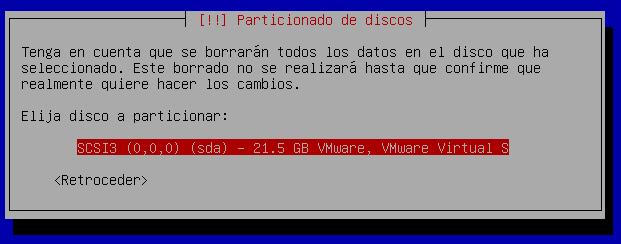 [!!] Particionado de discos
Tenga en cuenta que se borrarán todos los datos en el disco que ha
seleccionado. Este borrado no se realizará hasta que confirme que
realmente quiere hacer los cambios.
Elija disco a particionar:
SCSI3 (0,0,0) (sda) - 21.5 GB VMware, VMware Virtual S
<Retroceder>